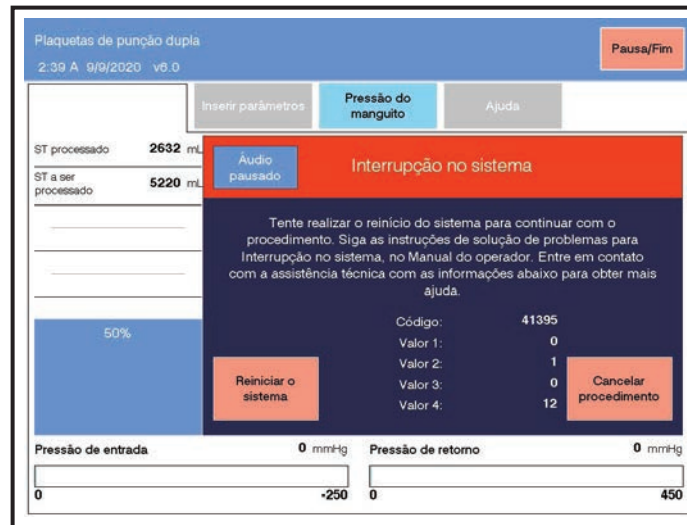 Plaquetas de punção dupla
Pausa/Fim
2:39 A 9/9/2020 v6.0
Inserir parâmetros
Pressão do
manguito
Ajuda
ST processado 2632 mL
ST a ser
processado 5220 mL
Áudio
pausado
Interrupção no sistema
Tente realizar o reinício do sistema para continuar com o
procedimento. Siga as instruções de solução de problemas para
Interrupção no sistema, no Manual do operador. Entre em contato
com a assistência técnica com as informações abaixo para obter mais
ajuda.
50%
Código: 41395
Valor 1: 0
Valor 2: 1
Valor 3: 0
Valor 4: 12
Reiniciar o
sistema
Cancelar
procedimento
Pressão de entrada 0 mmHg
Pressão de retorno 0 mmHg
0 -250
0 450